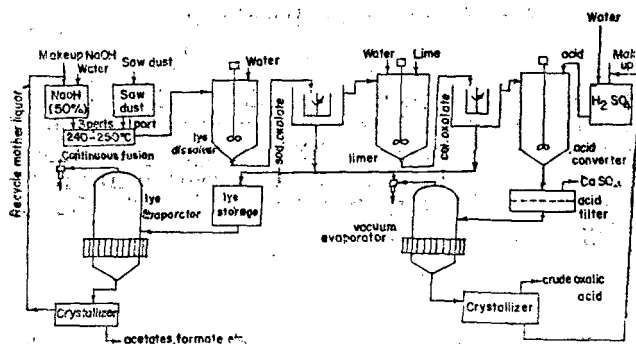 Makeup NaOH
Water
Saw dust
NaOH
(50%)
Saw
dust
3 parts
1 part
240-250°C
Continuous fusion
Recycle mother liquor
Water
lye
dissolver
sod.oxalate
Water
Lime
limer
cal.oxalate
acid
Water
Make
up
H2 SO4
acid
converter
CaSO4
acid
filter
lye
evaporator
lye
storage
vacuum
evaporator
Crystallizer
acetates, formate etc.
Crystallizer
crude oxalic
acid